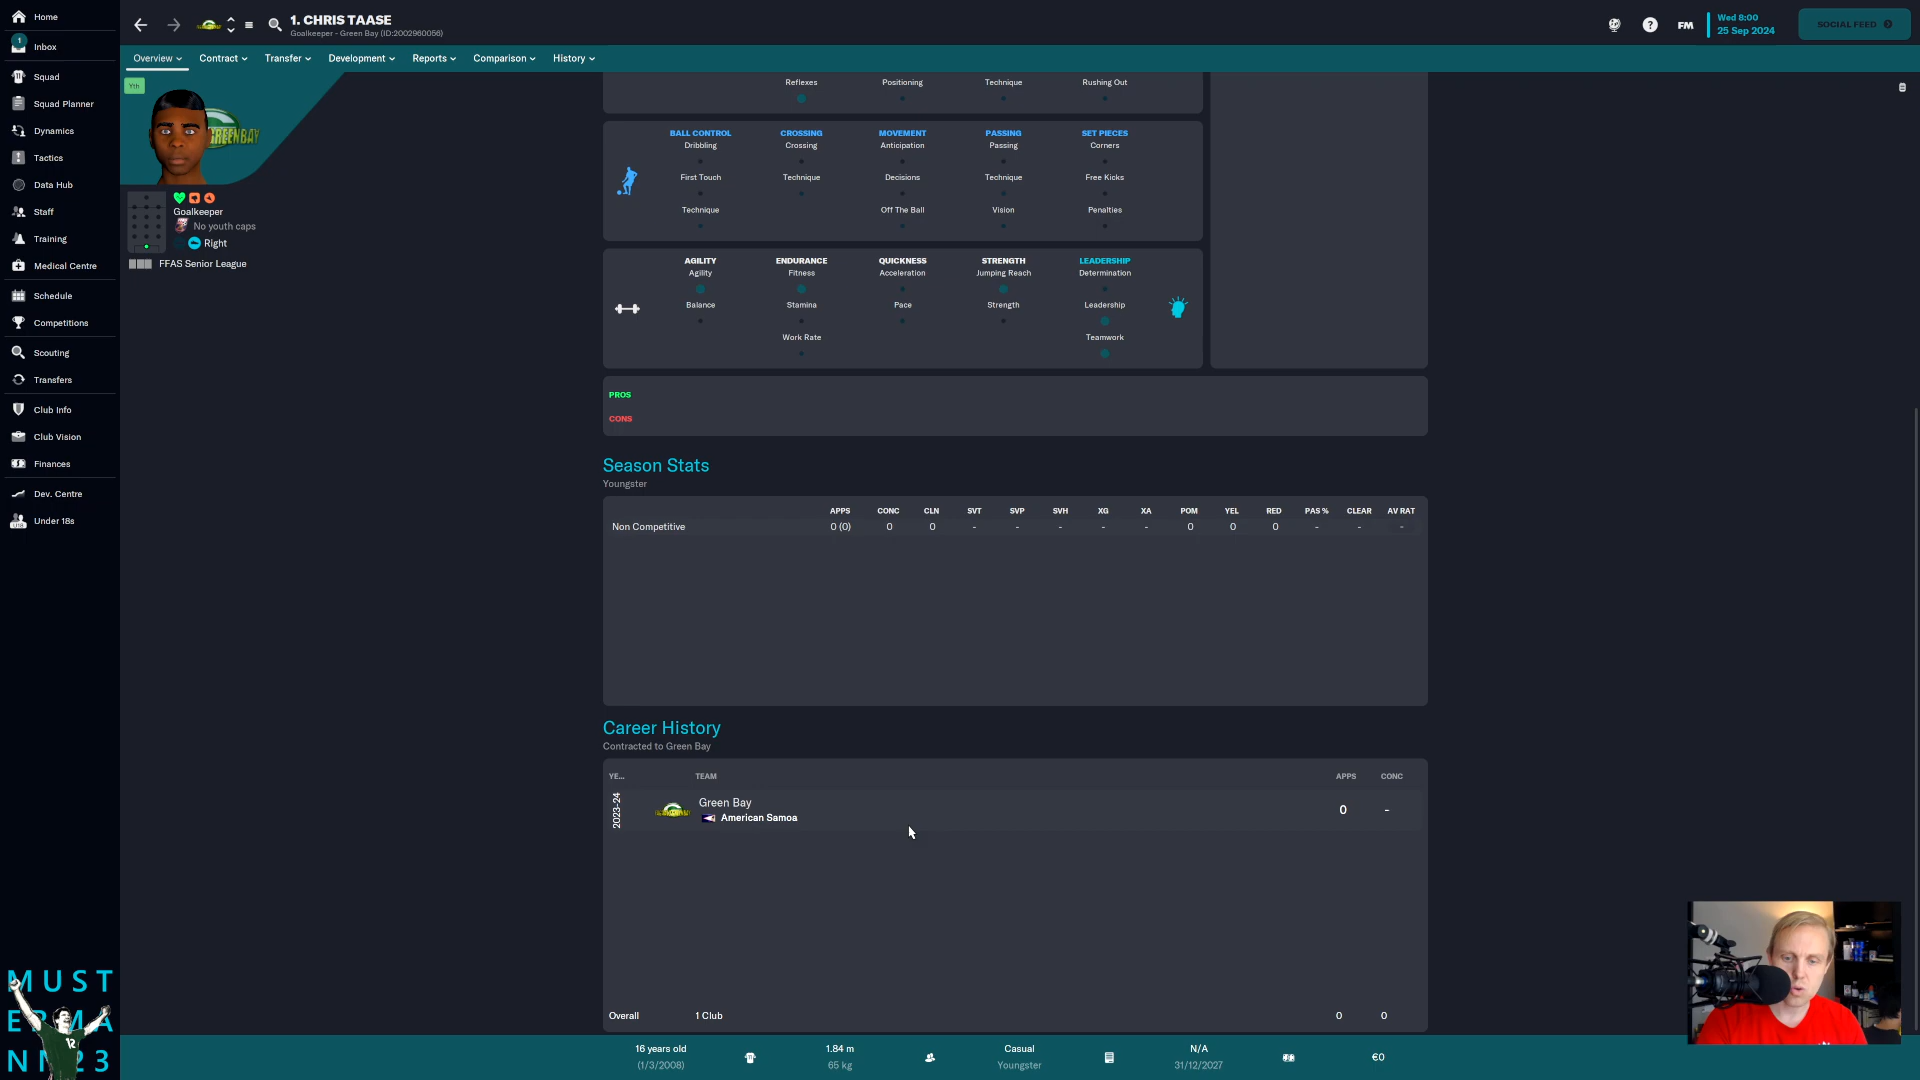 Home
1. CHRIS TAASE
Goalkeeper - Green Bay (ID:2002960056)
FM
Wed 8:00
25 Sep 2024
SOCIAL FEED
1
Inbox
Overview
Contract
Transfer
Development
Reports
Comparison
History
Squad
Squad Planner
Dynamics
Tactics
Data Hub
Staff
Training
Medical Centre
Schedule
Competitions
Scouting
Transfers
Club Info
Club Vision
Finances
Dev. Centre
Under 18s
Yth
GREENBAY
Goalkeeper
No youth caps
Right
FFAS Senior League
Reflexes Positioning Technique Rushing Out
BALL CONTROL CROSSING MOVEMENT PASSING SET PIECES
Dribbling Crossing Anticipation Passing Corners
First Touch Technique Decisions Technique Free Kicks
Technique Off The Ball Vision Penalties
AGILITY ENDURANCE QUICKNESS STRENGTH LEADERSHIP
Agility Fitness Acceleration Jumping Reach Determination
Balance Stamina Pace Strength Leadership
Work Rate Teamwork
PROS
CONS
Season Stats
Youngster
APPS CONC CLN SVT SVP SVH XG XA POM YEL RED PAS % CLEAR AV RAT
Non Competitive 0 (0) 0 0 - - - - - 0 0 0 - - -
Career History
Contracted to Green Bay
YE... TEAM APPS CONC
2023-24 Green Bay 0 -
American Samoa
Overall 1 Club 0 0
16 years old 1.84 m Casual N/A €0
(1/3/2008) 65 kg Youngster 31/12/2027
MUST
ERMA
NN23
12